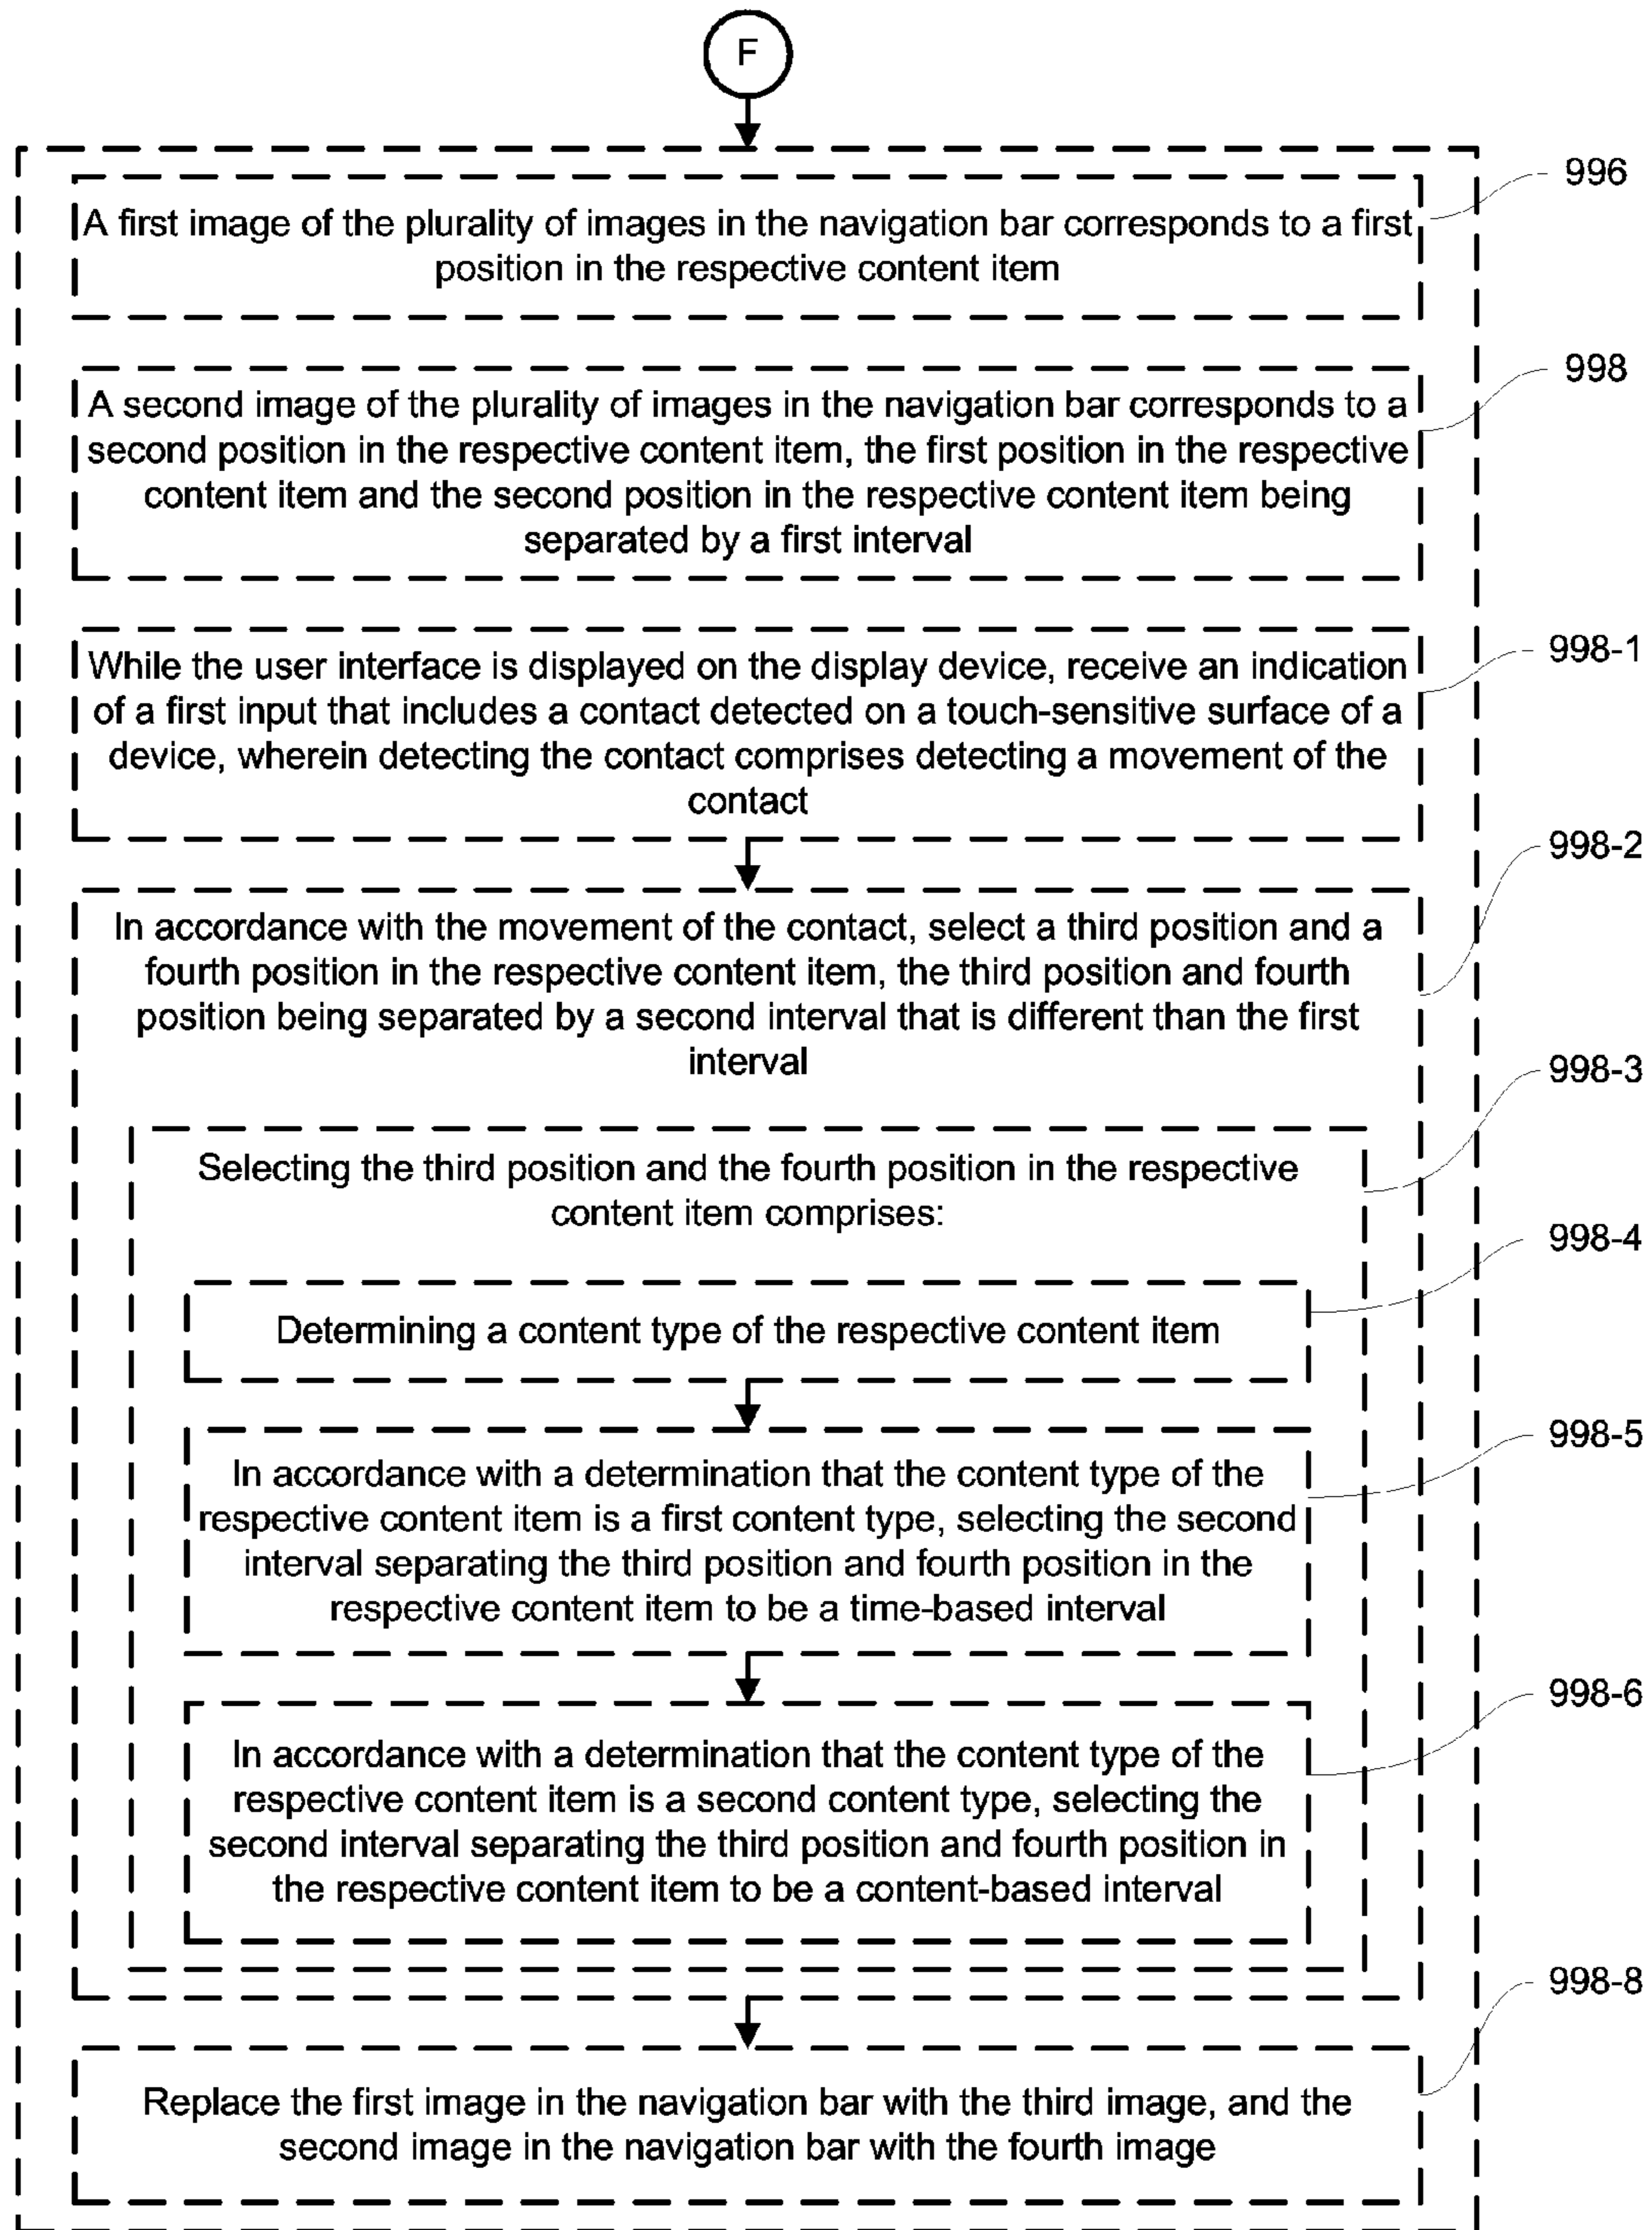 F
996
A first image of the plurality of images in the navigation bar corresponds to a first
position in the respective content item
998
A second image of the plurality of images in the navigation bar corresponds to a
second position in the respective content item, the first position in the respective
content item and the second position in the respective content item being
separated by a first interval
998-1
While the user interface is displayed on the display device, receive an indication
of a first input that includes a contact detected on a touch-sensitive surface of a
device, wherein detecting the contact comprises detecting a movement of the
contact
998-2
In accordance with the movement of the contact, select a third position and a
fourth position in the respective content item, the third position and fourth
position being separated by a second interval that is different than the first
interval
998-3
Selecting the third position and the fourth position in the respective
content item comprises:
998-4
Determining a content type of the respective content item
998-5
In accordance with a determination that the content type of the
respective content item is a first content type, selecting the second
interval separating the third position and fourth position in the
respective content item to be a time-based interval
998-6
In accordance with a determination that the content type of the
respective content item is a second content type, selecting the
second interval separating the third position and fourth position in
the respective content item to be a content-based interval
998-8
Replace the first image in the navigation bar with the third image, and the
second image in the navigation bar with the fourth image